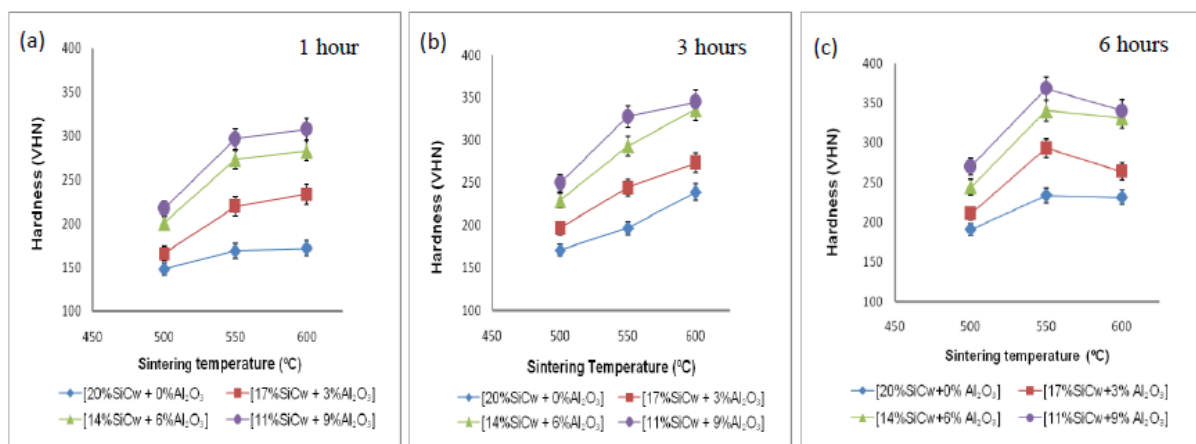 (a)
1 hour
Hardness (VHN)
400
350
300
250
200
150
100
450
500
550
600
Sintering temperature (ºC)
[20%SiCw + 0%Al₂O₃
[17%SiCw + 3%Al₂O₃]
[14%SiCw + 6%Al₂O₃]
[11%SiCw + 9%Al₂O₃]
(b)
3 hours
Hardness (VHN)
400
350
300
250
200
150
100
450
500
550
600
Sintering Temperature (ºC)
[20%SiCw + 0%Al₂O₃]
[17%SiCw + 3%Al₂O₃]
[14%SiCw + 6%Al₂O₃]
[11%SiCw + 9%Al₂O₃]
(c)
6 hours
Hardness (VHN)
400
350
300
250
200
150
100
450
500
550
600
Sintering temperature (ºC)
[20%SiCw+0% Al₂O₃]
[17%SiCw+3% Al₂O₃]
[14%SiCw+6% Al₂O₃]
[11%SiCw+9% Al₂O₃]